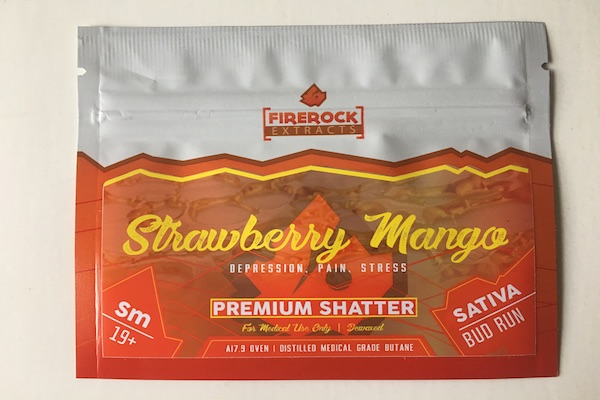 FIREROCK
EXTRACTS
Strawberry Mango
DEPRESSION, PAIN, STRESS
PREMIUM SHATTER
For Medical Use Only | Dewaxed
AI7.9 OVEN | DISTILLED MEDICAL GRADE BUTANE
Sm
19+
SATIVA
BUD RUN